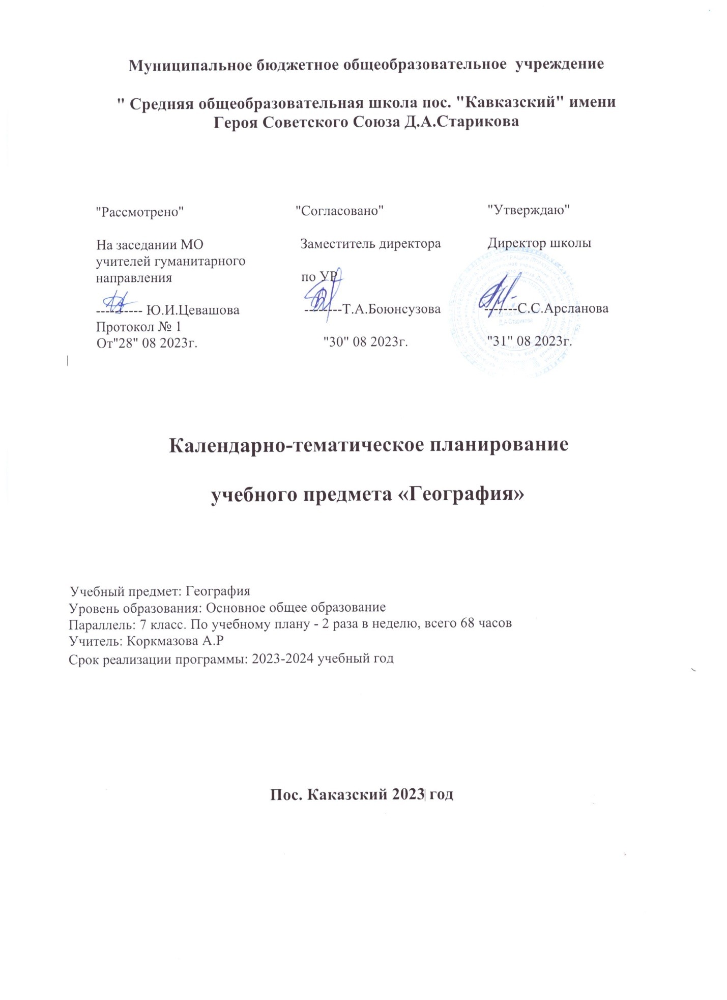 Муниципальное бюджетное общеобразовательное учреждение
" Средняя общеобразовательная школа пос. "Кавказский" имени
Героя Советского Союза Д.А.Старикова
"Рассмотрено" "Согласовано" "Утверждаю"
На заседании МО Заместитель директора Директор школы
учителей гуманитарного
направления по УР
---------- Ю.И.Цевашова --------Т.А.Боюнсузова -------С.С.Арсланова
Протокол № 1
От"28" 08 2023г. "30" 08 2023г. "31" 08 2023г.
Календарно-тематическое планирование
учебного предмета «География»
Учебный предмет: География
Уровень образования: Основное общее образование
Параллель: 7 класс. По учебному плану - 2 раза в неделю, всего 68 часов
Учитель: Коркмазова А.Р
Срок реализации программы: 2023-2024 учебный год
Пос. Каказский 2023 год